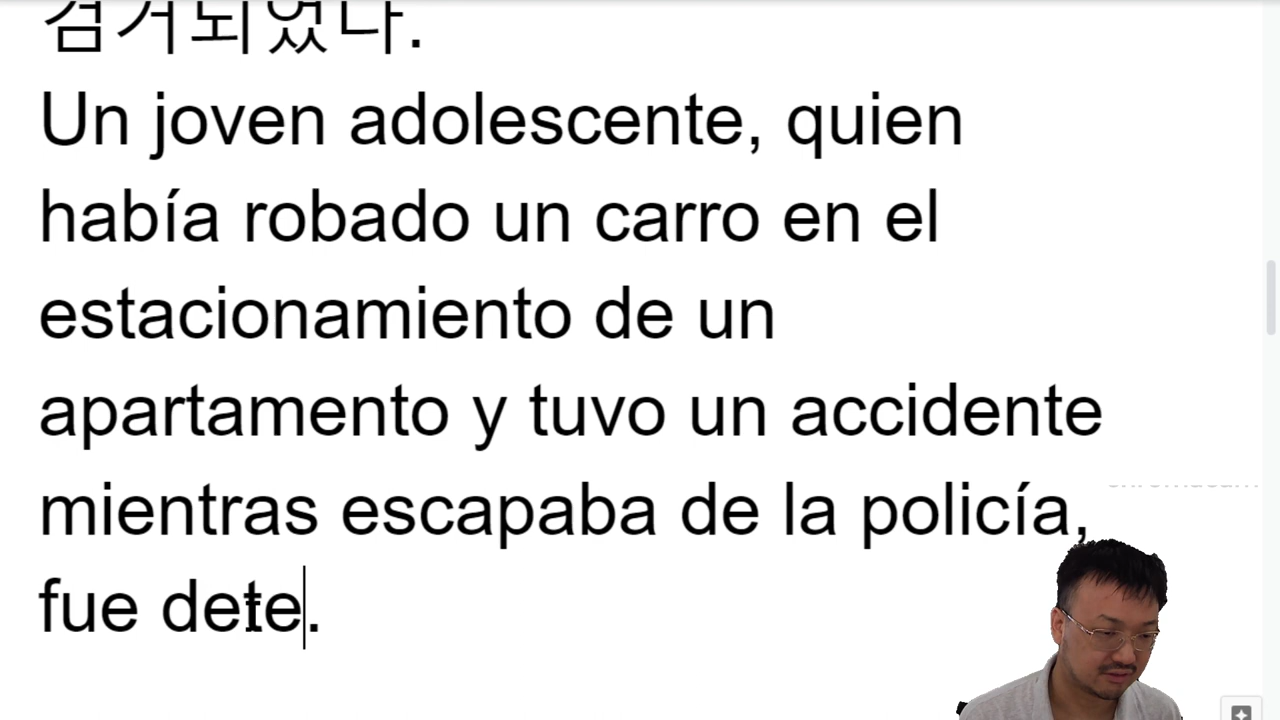 검거되었다.
Un joven adolescente, quien
había robado un carro en el
estacionamiento de un
apartamento y tuvo un accidente
mientras escapaba de la policía,
fue dete.